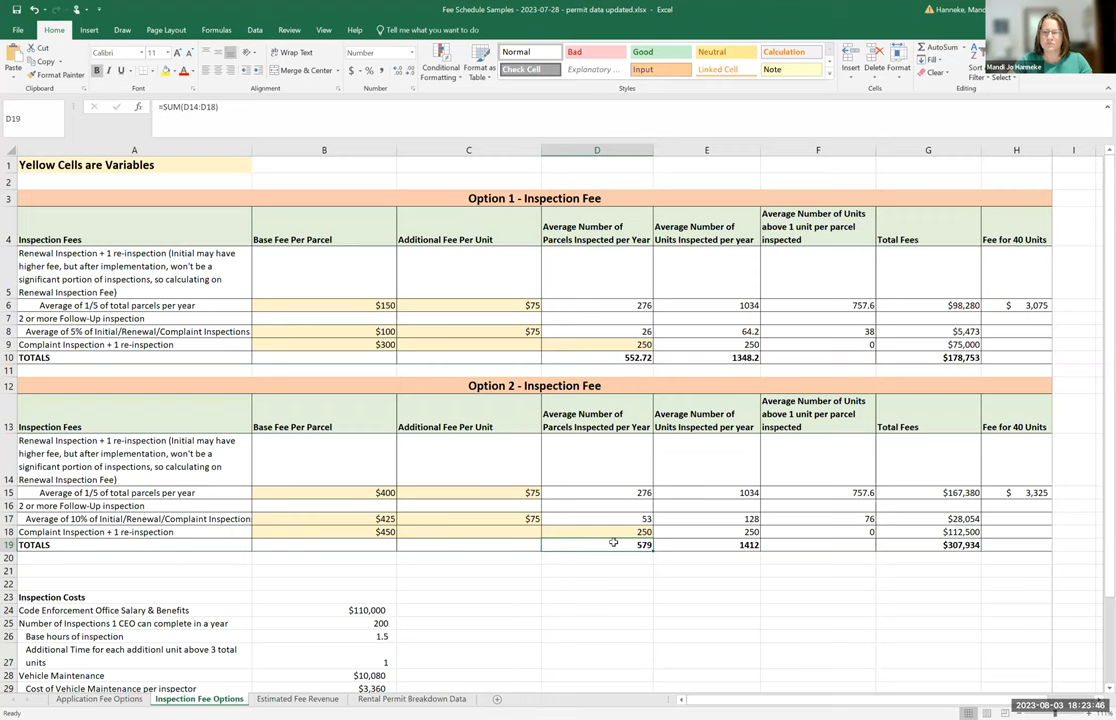 Fee Schedule Samples - 2023-07-28 - permit data updated.xlsx - Excel
Hanneke, Mandi
File Home Insert Draw Page Layout Formulas Data Review View Help Tell me what you want to do
Paste Cut Copy Format Painter Clipboard
Calibri 11 B I U Font
Wrap Text Merge & Center Alignment
Number $ % Number
Conditional Formatting Format as Table
Normal Bad Good Neutral Calculation
Check Cell Explanatory ... Input Linked Cell Note
Styles
Insert Delete Format Cells
AutoSum Fill Clear Sort Filter Select Editing
Mandi Jo Hanneke
D19 fx =SUM(D14:D18)
A B C D E F G H I
1 Yellow Cells are Variables
2
3 Option 1 - Inspection Fee
4 Inspection Fees Base Fee Per Parcel Additional Fee Per Unit Average Number of Parcels Inspected per Year Average Number of Units Inspected per year Average Number of Units above 1 unit per parcel inspected Total Fees Fee for 40 Units
Renewal Inspection + 1 re-inspection (Initial may have
higher fee, but after implementation, won't be a
significant portion of inspections, so calculating on
5 Renewal Inspection Fee)
6 Average of 1/5 of total parcels per year $150 $75 276 1034 757.6 $98,280 $ 3,075
7 2 or more Follow-Up inspection
8 Average of 5% of Initial/Renewal/Complaint Inspections $100 $75 26 64.2 38 $5,473
9 Complaint Inspection + 1 re-inspection $300 250 250 0 $75,000
10 TOTALS 552.72 1348.2 $178,753
11
12 Option 2 - Inspection Fee
13 Inspection Fees Base Fee Per Parcel Additional Fee Per Unit Average Number of Parcels Inspected per Year Average Number of Units Inspected per year Average Number of Units above 1 unit per parcel inspected Total Fees Fee for 40 Units
Renewal Inspection + 1 re-inspection (Initial may have
higher fee, but after implementation, won't be a
significant portion of inspections, so calculating on
14 Renewal Inspection Fee)
15 Average of 1/5 of total parcels per year $400 $75 276 1034 757.6 $167,380 $ 3,325
16 2 or more Follow-Up inspection
17 Average of 10% of Initial/Renewal/Complaint Inspection $425 $75 53 128 76 $28,054
18 Complaint Inspection + 1 re-inspection $450 250 250 0 $112,500
19 TOTALS 579 1412 $307,934
20
21
22
23 Inspection Costs
24 Code Enforcement Office Salary & Benefits $110,000
25 Number of Inspections 1 CEO can complete in a year 200
26 Base hours of inspection 1.5
Additional Time for each additionl unit above 3 total
27 units 1
28 Vehicle Maintenance $10,080
29 Cost of Vehicle Maintenance per inspector $3,360
Application Fee Options Inspection Fee Options Estimated Fee Revenue Rental Permit Breakdown Data
Ready
2023-08-03 18:23:46